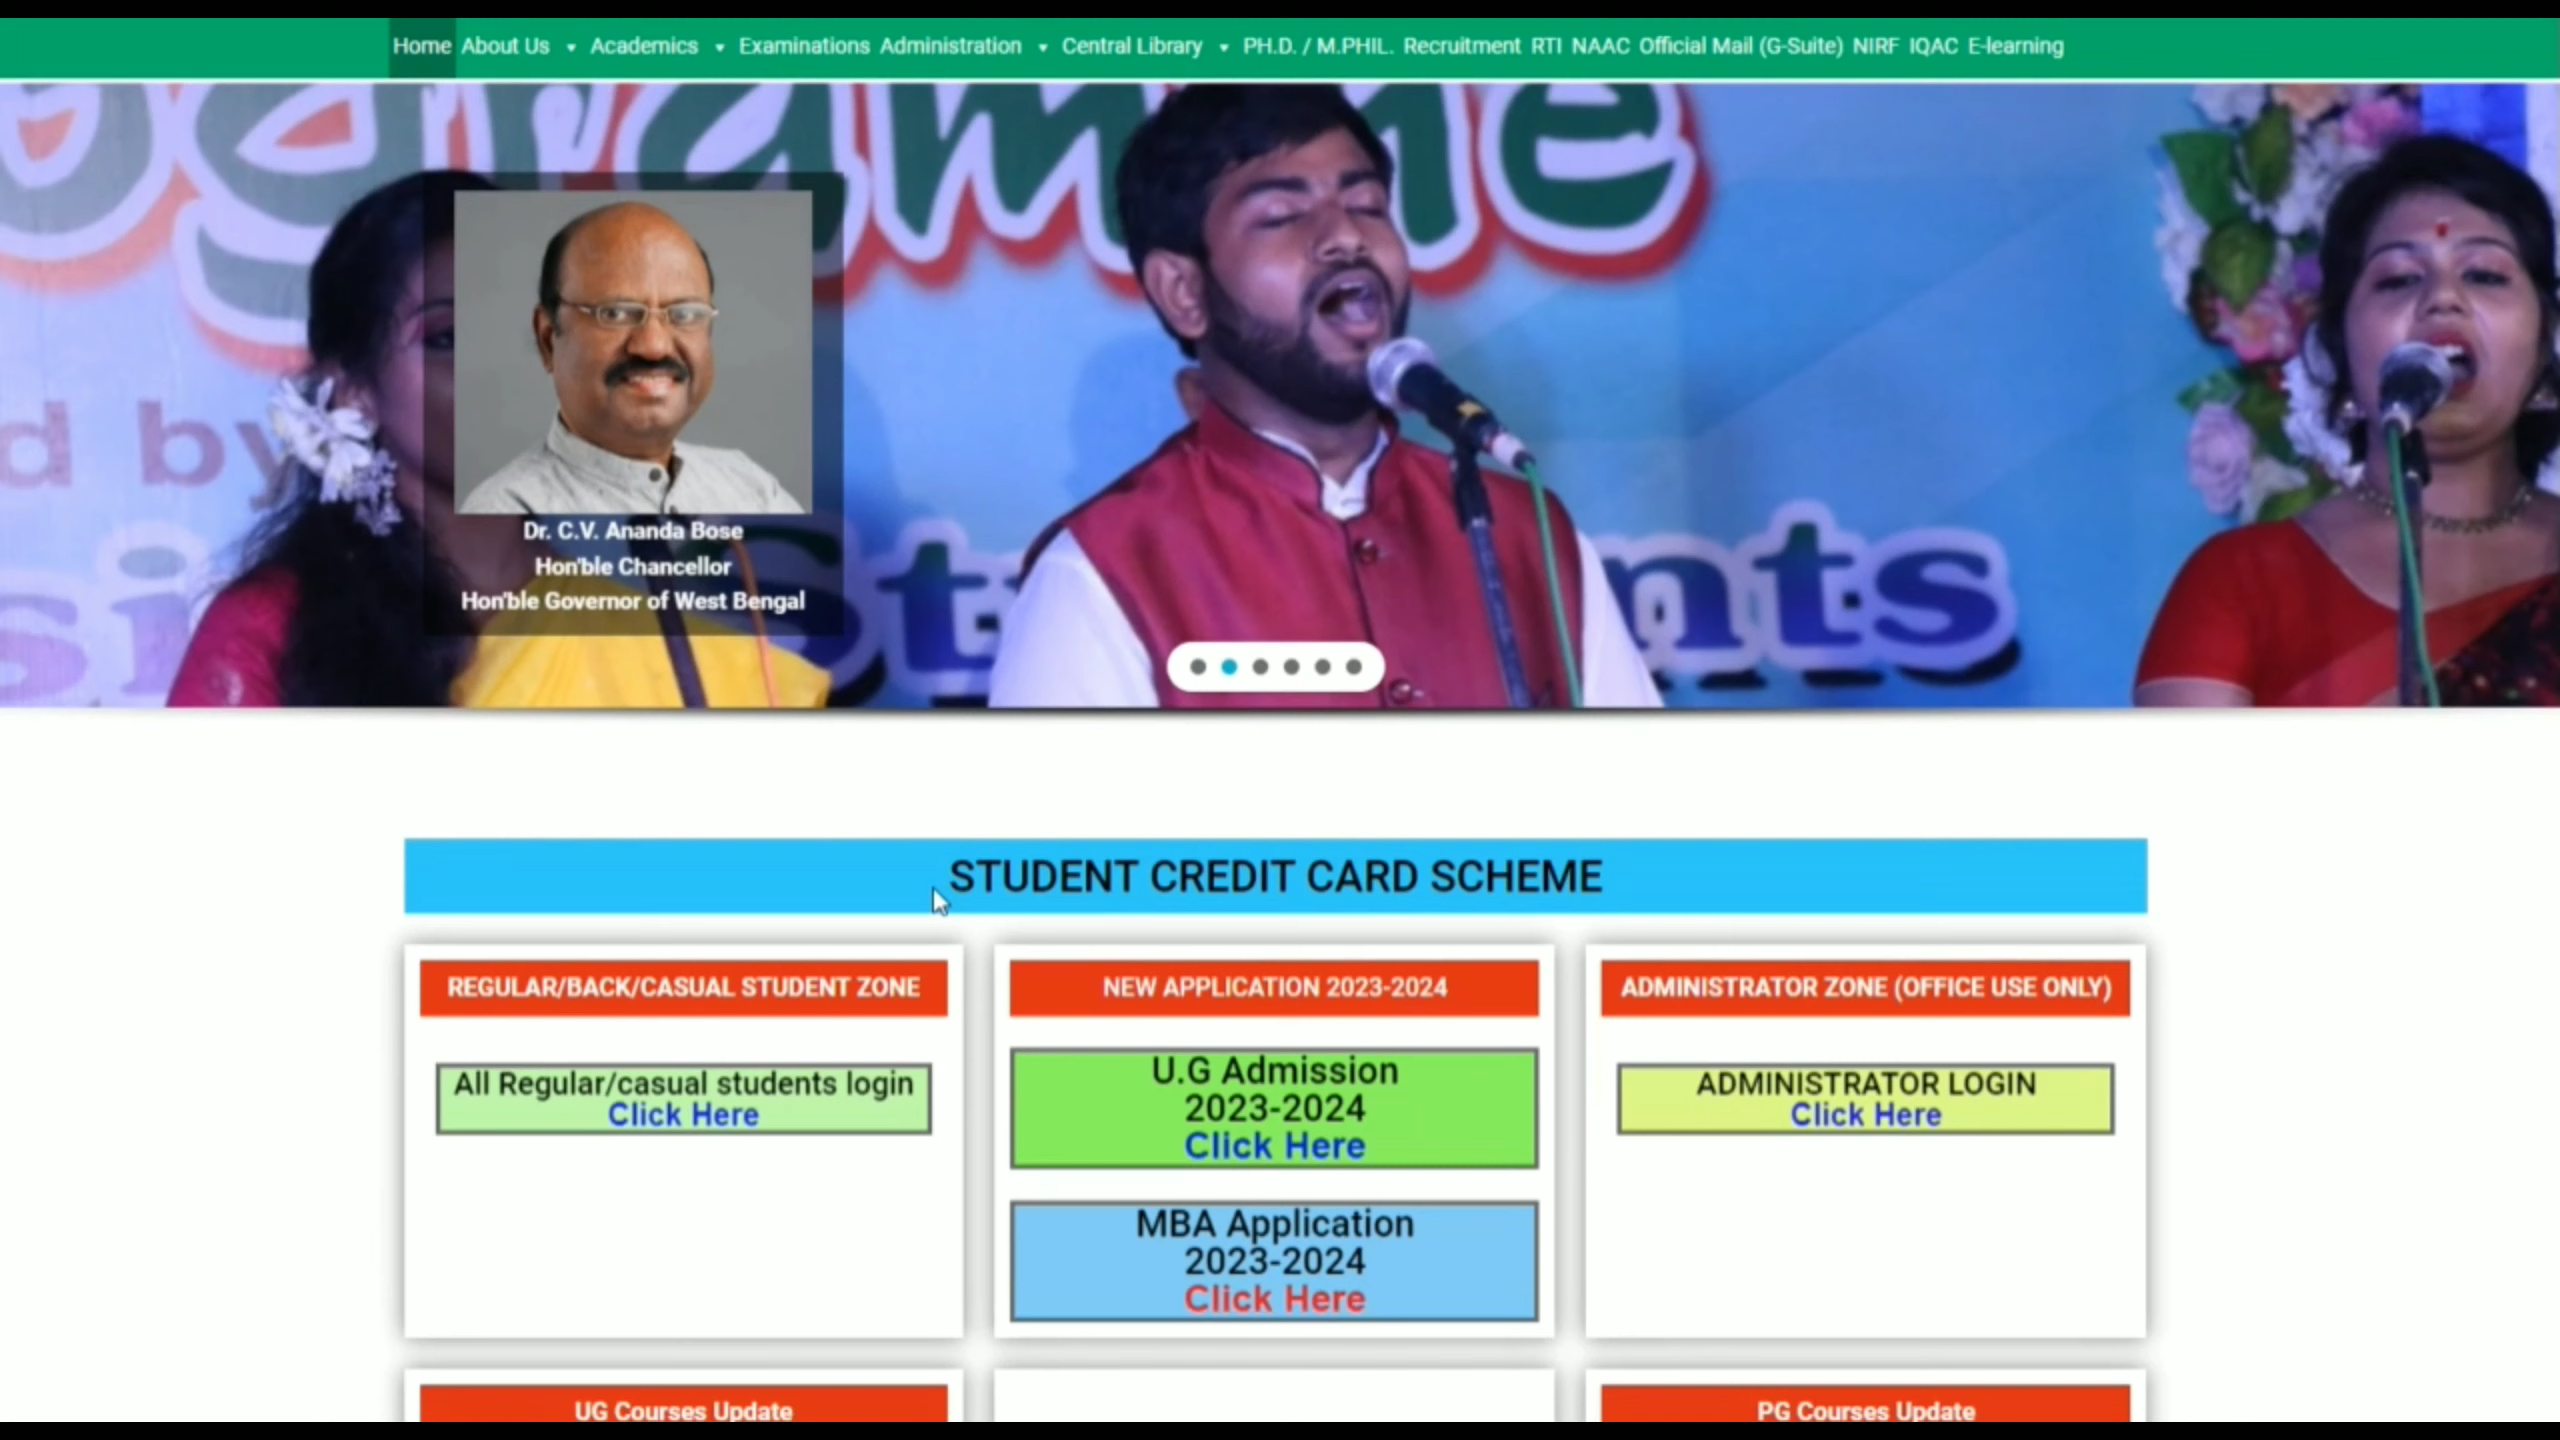 Home About Us Academics Examinations Administration Central Library PH.D. / M.PHIL. Recruitment RTI NAAC Official Mail (G-Suite) NIRF IQAC E-learning
d by
Dr. C.V. Ananda Bose
Hon'ble Chancellor
Hon'ble Governor of West Bengal
STUDENT CREDIT CARD SCHEME
REGULAR/BACK/CASUAL STUDENT ZONE
All Regular/casual students login
Click Here
NEW APPLICATION 2023-2024
U.G Admission
2023-2024
Click Here
MBA Application
2023-2024
Click Here
ADMINISTRATOR ZONE (OFFICE USE ONLY)
ADMINISTRATOR LOGIN
Click Here
UG Courses Update
PG Courses Update